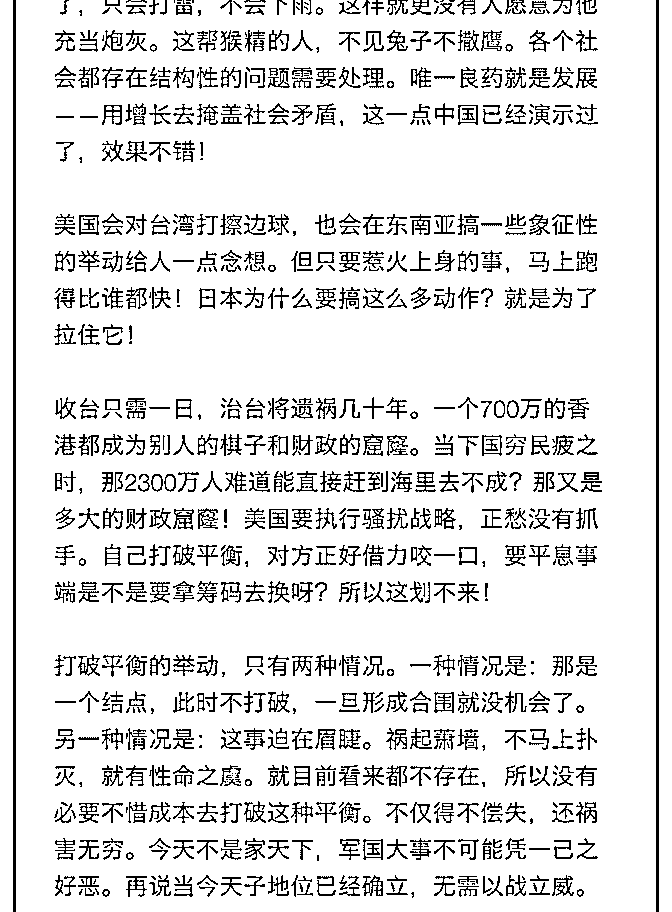 了，只会打雷，不会下雨。这样就更没有人愿意为他
充当炮灰。这帮猴精的人，不见兔子不撒鹰。各个社
会都存在结构性的问题需要处理。唯一良药就是发展
——用增长去掩盖社会矛盾，这一点中国已经演示过
了，效果不错！
美国会对台湾打擦边球，也会在东南亚搞一些象征性
的举动给人一点念想。但只要惹火上身的事，马上跑
得比谁都快！日本为什么要搞这么多动作？就是为了
拉住它！
收台只需一日，治台将遗祸几十年。一个700万的香
港都成为别人的棋子和财政的窟窿。当下国穷民疲之
时，那2300万人难道能直接赶到海里去不成？那又是
多大的财政窟窿！美国要执行骚扰战略，正愁没有抓
手。自己打破平衡，对方正好借力咬一口，要平息事
端是不是要拿筹码去换呀？所以这划不来！
打破平衡的举动，只有两种情况。一种情况是：那是
一个结点，此时不打破，一旦形成合围就没机会了。
另一种情况是：这事迫在眉睫。祸起萧墙，不马上扑
灭，就有性命之虞。就目前看来都不存在，所以没有
必要不惜成本去打破这种平衡。不仅得不偿失，还祸
害无穷。今天不是家天下，军国大事不可能凭一己之
好恶。再说当今天子地位已经确立，无需以战立威。